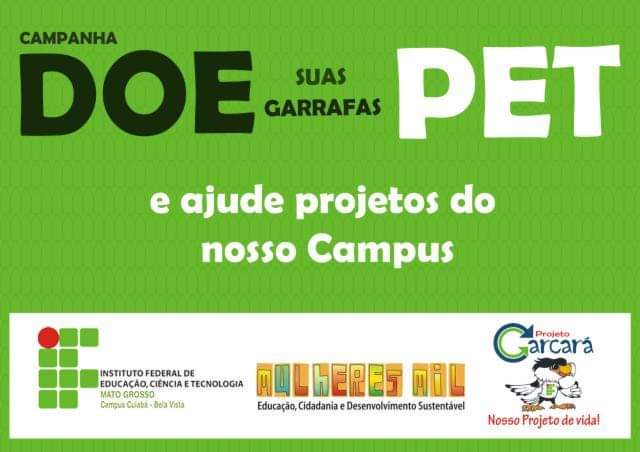 CAMPANHA
DOE SUAS GARRAFAS PET
e ajude projetos do
nosso Campus
INSTITUTO FEDERAL DE
EDUCAÇÃO, CIÊNCIA E TECNOLOGIA
MATO GROSSO
Campus Cuiabá - Bela Vista
MULHERES MIL
Educação, Cidadania e Desenvolvimento Sustentável
Projeto
Carcará
Nosso Projeto de vida!